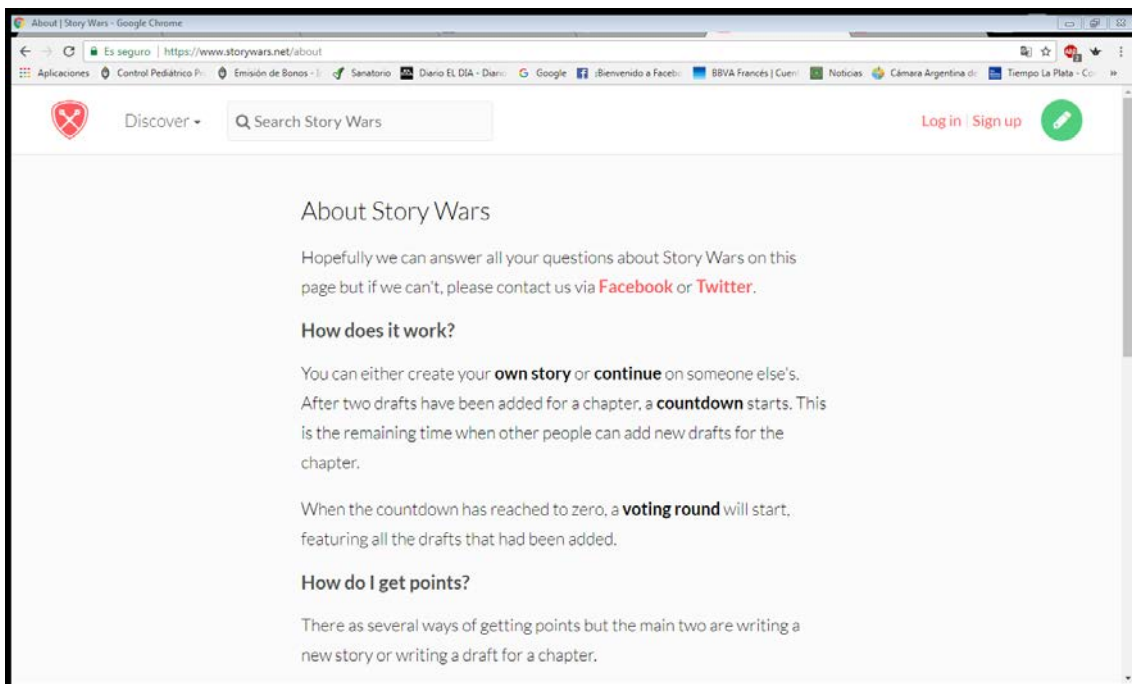 About | Story Wars - Google Chrome
Es seguro | https://www.storywars.net/about
Aplicaciones Control Pediátrico Emisión de Bonos - Sanatorio Diario EL DIA - Diario Google ¡Bienvenido a Facebo BBVA Francés | Cuen Noticias Cámara Argentina de Tiempo La Plata - Co »
Discover Search Story Wars Log in | Sign up
About Story Wars
Hopefully we can answer all your questions about Story Wars on this
page but if we can't, please contact us via Facebook or Twitter.
How does it work?
You can either create your own story or continue on someone else's.
After two drafts have been added for a chapter, a countdown starts. This
is the remaining time when other people can add new drafts for the
chapter.
When the countdown has reached to zero, a voting round will start,
featuring all the drafts that had been added.
How do I get points?
There as several ways of getting points but the main two are writing a
new story or writing a draft for a chapter.